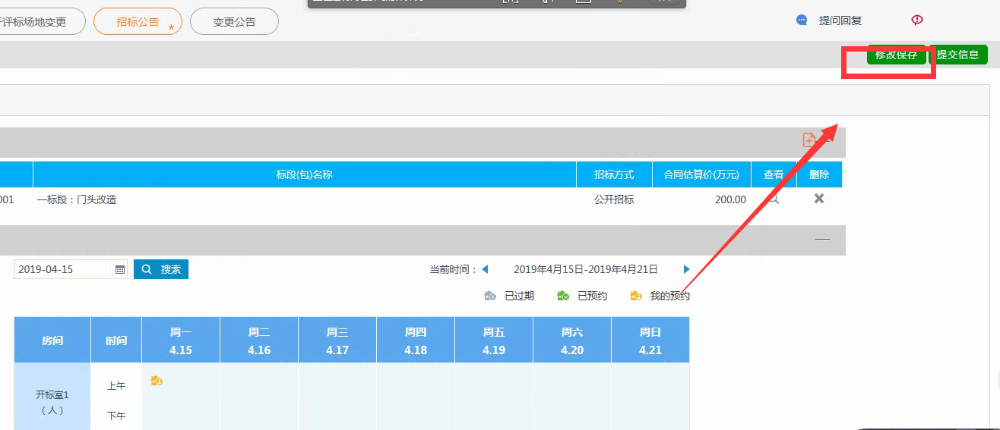 评标场地变更 招标公告 * 变更公告 提问回复
修改保存 提交信息
标段(包)名称 招标方式 合同估算价(万元) 查看 删除
001 一标段：门头改造 公开招标 200.00
2019-04-15 搜索 当前时间： 2019年4月15日-2019年4月21日
已过期 已预约 我的预约
房间 时间 周一 周二 周三 周四 周五 周六 周日
4.15 4.16 4.17 4.18 4.19 4.20 4.21
上午
开标室1
（人）
下午